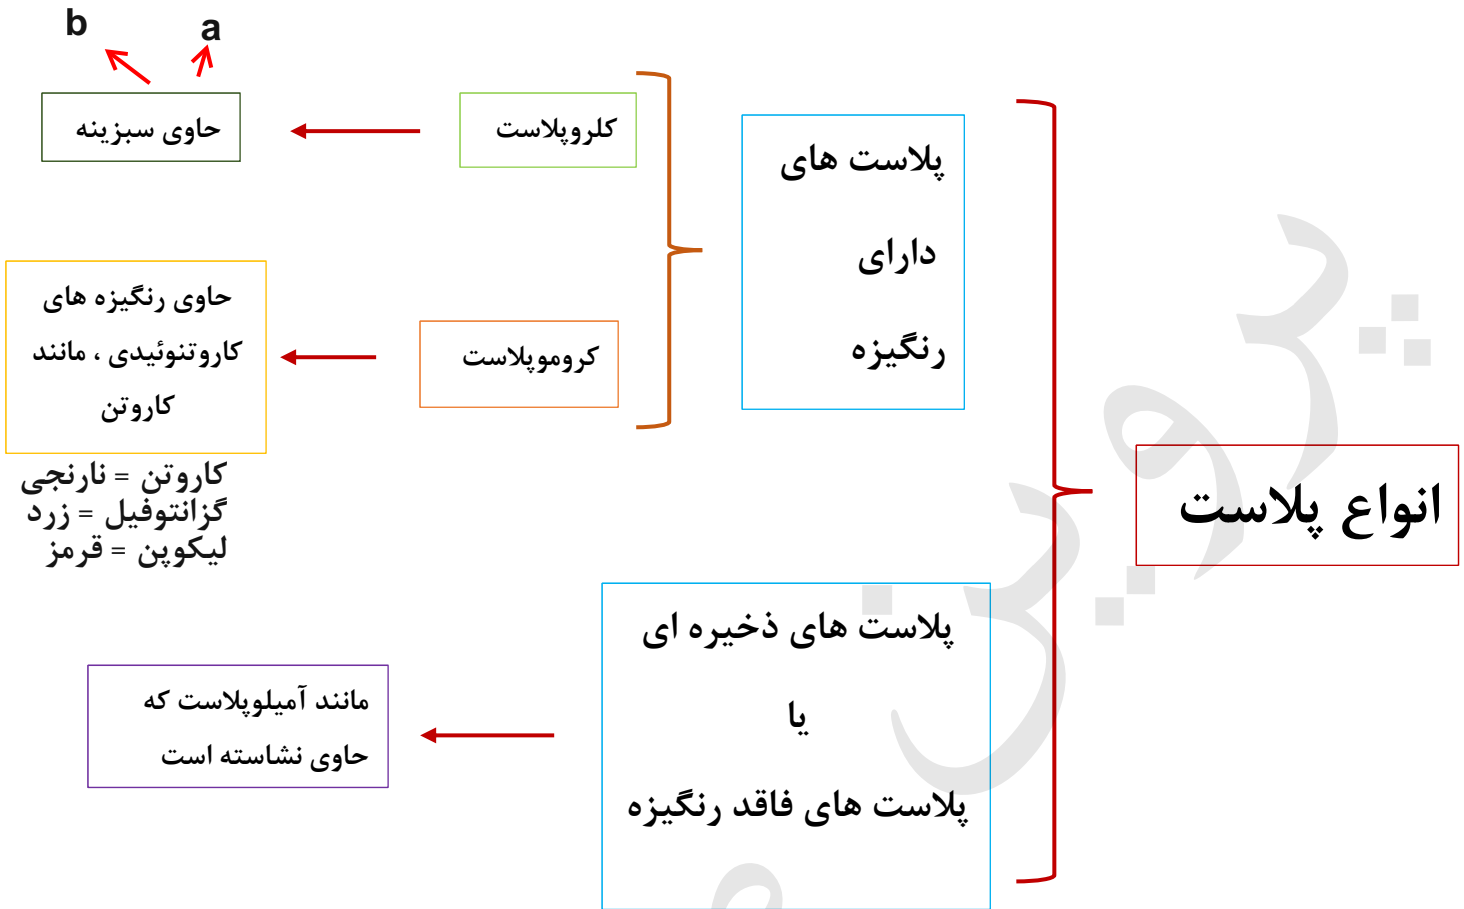 انواع پلاست
پلاست های
دارای
رنگیزه
کلروپلاست
حاوی سبزینه
a
b
کروموپلاست
حاوی رنگیزه های
کاروتنوئیدی ، مانند
کاروتن
کاروتن = نارنجی
گزانتوفیل = زرد
لیکوپن = قرمز
پلاست های ذخیره ای
یا
پلاست های فاقد رنگیزه
مانند آمیلوپلاست که
حاوی نشاسته است
پروین